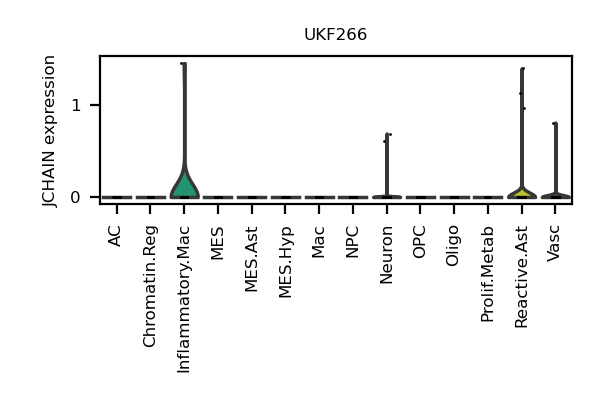 UKF266
JCHAIN expression
1
0
AC
Chromatin.Reg
Inflammatory.Mac
MES
MES.Ast
MES.Hyp
Mac
NPC
Neuron
OPC
Oligo
Prolif.Metab
Reactive.Ast
Vasc